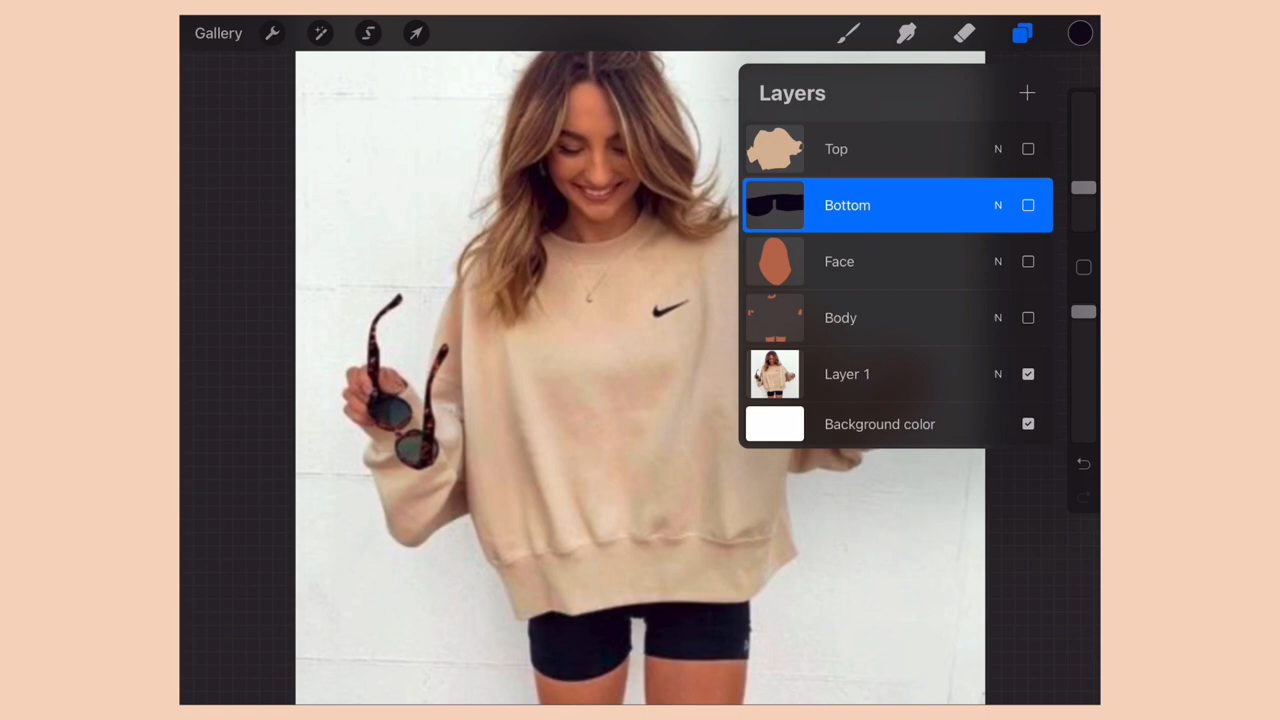 Gallery
Layers
Top N
Bottom N
Face N
Body N
Layer 1 N
Background color